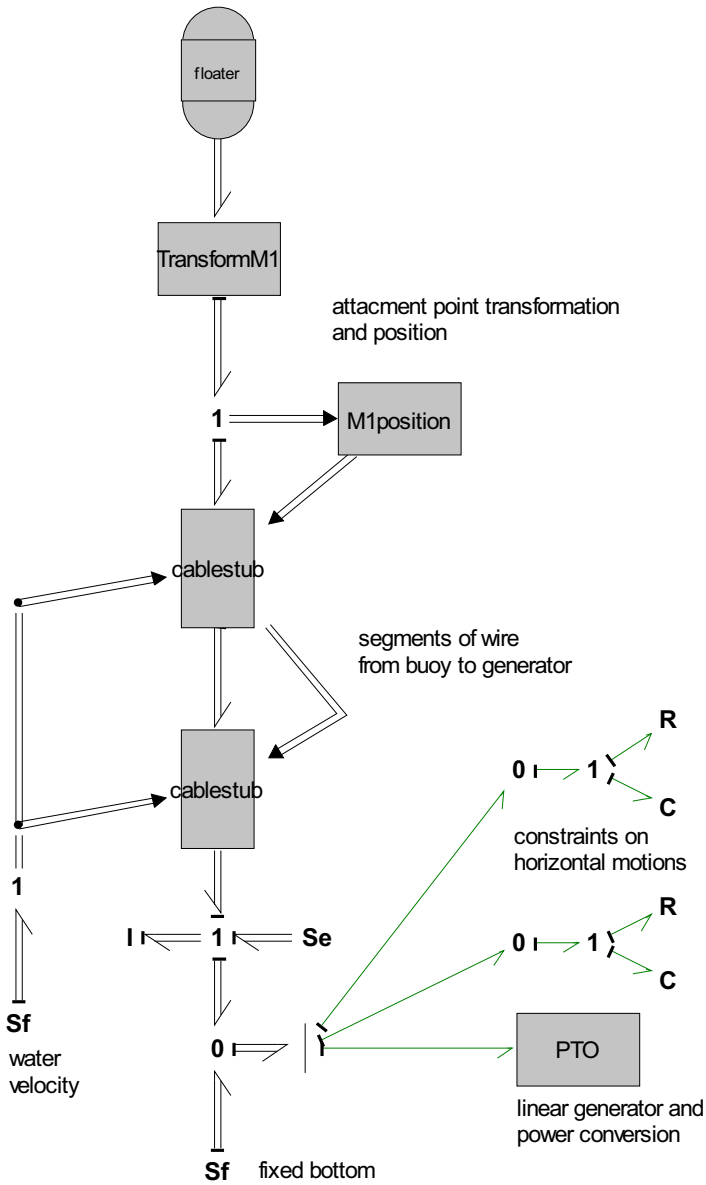 floater
TransformM1
attacment point transformation
and position
1
M1position
cablestub
segments of wire
from buoy to generator
cablestub
R
0 1
C
constraints on
horizontal motions
1
R
I 1 Se
0 1
C
Sf
water
velocity
0
PTO
linear generator and
power conversion
Sf fixed bottom